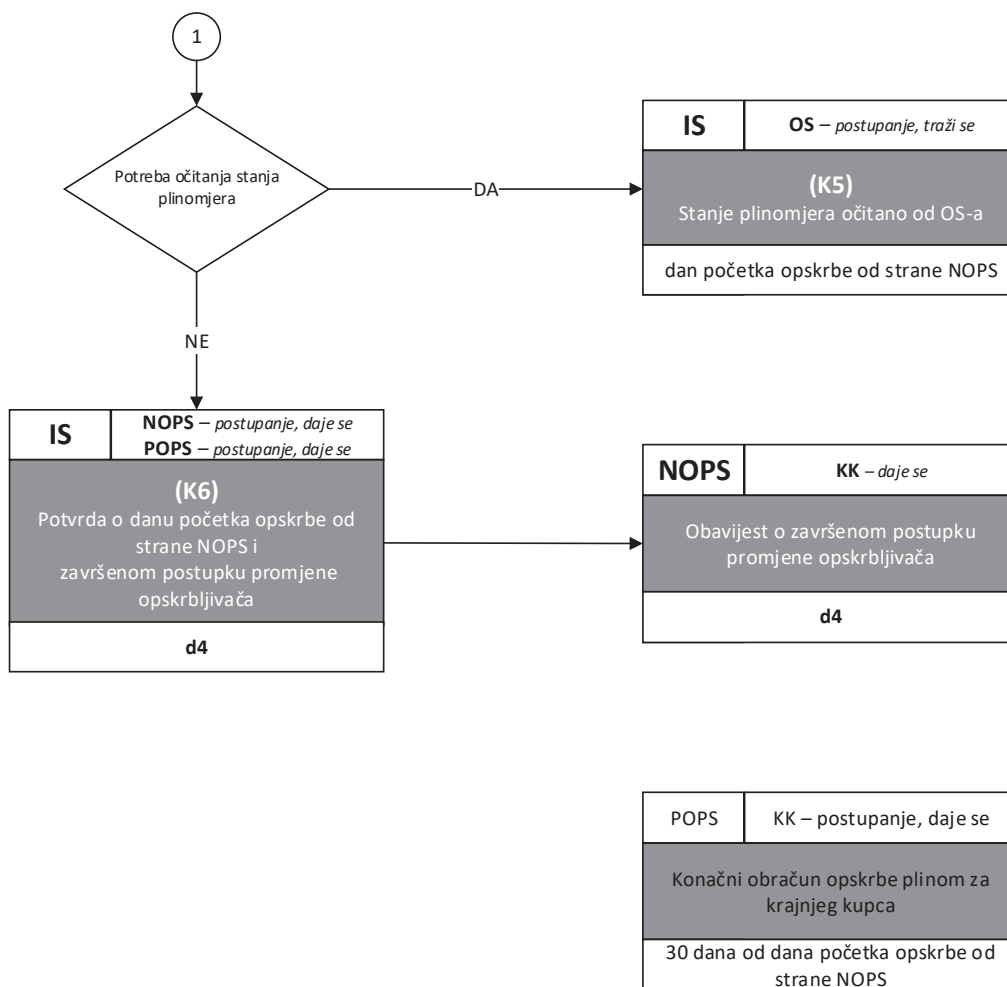 1
Potreba očitanja stanja
plinomjera
DA
NE
IS
OS – postupanje, traži se
(K5)
Stanje plinomjera očitano od OS-a
dan početka opskrbe od strane NOPS
IS
NOPS – postupanje, daje se
POPS – postupanje, daje se
(K6)
Potvrda o danu početka opskrbe od
strane NOPS i
završenom postupku promjene
opskrbljivača
d4
NOPS
KK – daje se
Obavijest o završenom postupku
promjene opskrbljivača
d4
POPS
KK – postupanje, daje se
Konačni obračun opskrbe plinom za
krajnjeg kupca
30 dana od dana početka opskrbe od
strane NOPS